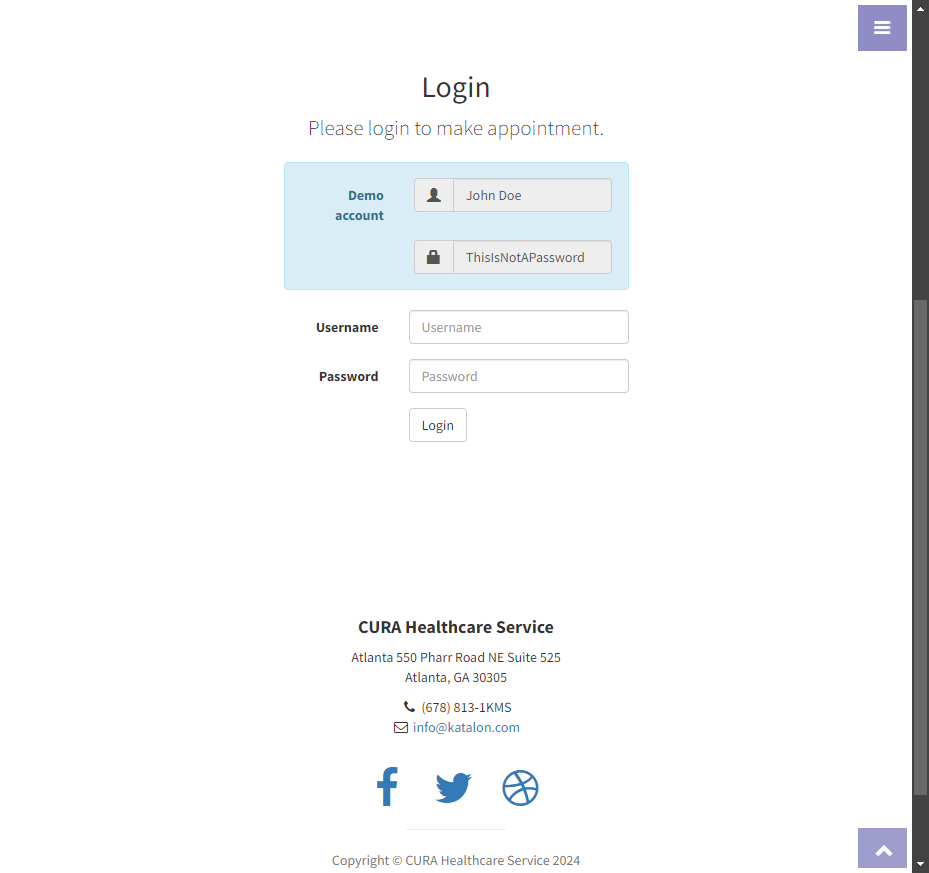 Login
Please login to make appointment.
Demo
account
John Doe
ThisIsNotAPassword
Username
Username
Password
Password
Login
CURA Healthcare Service
Atlanta 550 Pharr Road NE Suite 525
Atlanta, GA 30305
(678) 813-1KMS
info@katalon.com
Copyright © CURA Healthcare Service 2024